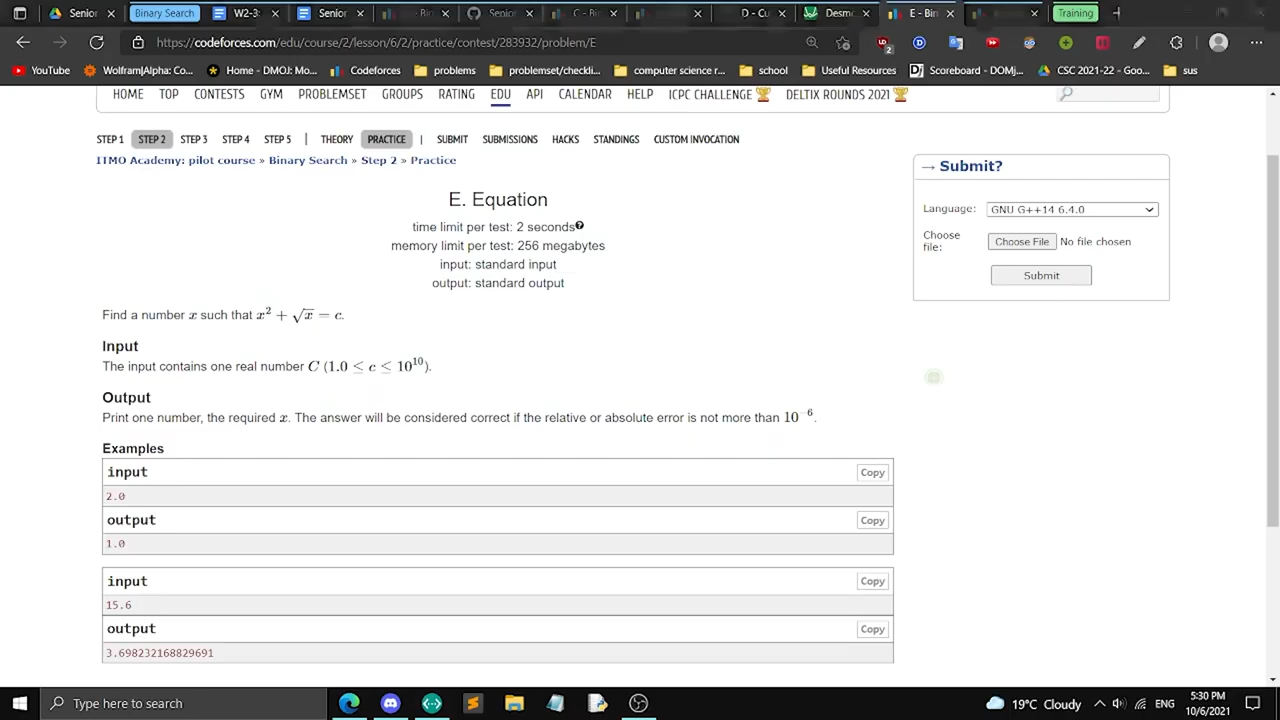 Senior
Binary Search
W2-3
Senior
Bin
Senior
C - B
D - Cu
Desm
E - Bin
Training
https://codeforces.com/edu/course/2/lesson/6/2/practice/contest/283932/problem/E
2
YouTube
Wolfram|Alpha: Co...
Home - DMOJ: Mo...
Codeforces
problems
problemset/checkli...
computer science r...
school
Useful Resources
Scoreboard — DOMj...
CSC 2021-22 - Goo...
sus
HOME TOP CONTESTS GYM PROBLEMSET GROUPS RATING EDU API CALENDAR HELP ICPC CHALLENGE 🏆 DELTIX ROUNDS 2021 🏆
STEP 1 STEP 2 STEP 3 STEP 4 STEP 5 | THEORY PRACTICE | SUBMIT SUBMISSIONS HACKS STANDINGS CUSTOM INVOCATION
ITMO Academy: pilot course » Binary Search » Step 2 » Practice
E. Equation
time limit per test: 2 seconds
memory limit per test: 256 megabytes
input: standard input
output: standard output
Find a number x such that x² + √x = c.
Input
The input contains one real number C (1.0 ≤ c ≤ 10¹⁰).
Output
Print one number, the required x. The answer will be considered correct if the relative or absolute error is not more than 10⁻⁶.
Examples
input
Copy
2.0
output
Copy
1.0
input
Copy
15.6
output
Copy
3.698232168829691
→ Submit?
Language: GNU G++14 6.4.0
Choose file: Choose File No file chosen
Submit
Type here to search
19°C Cloudy
ENG
5:30 PM
10/6/2021